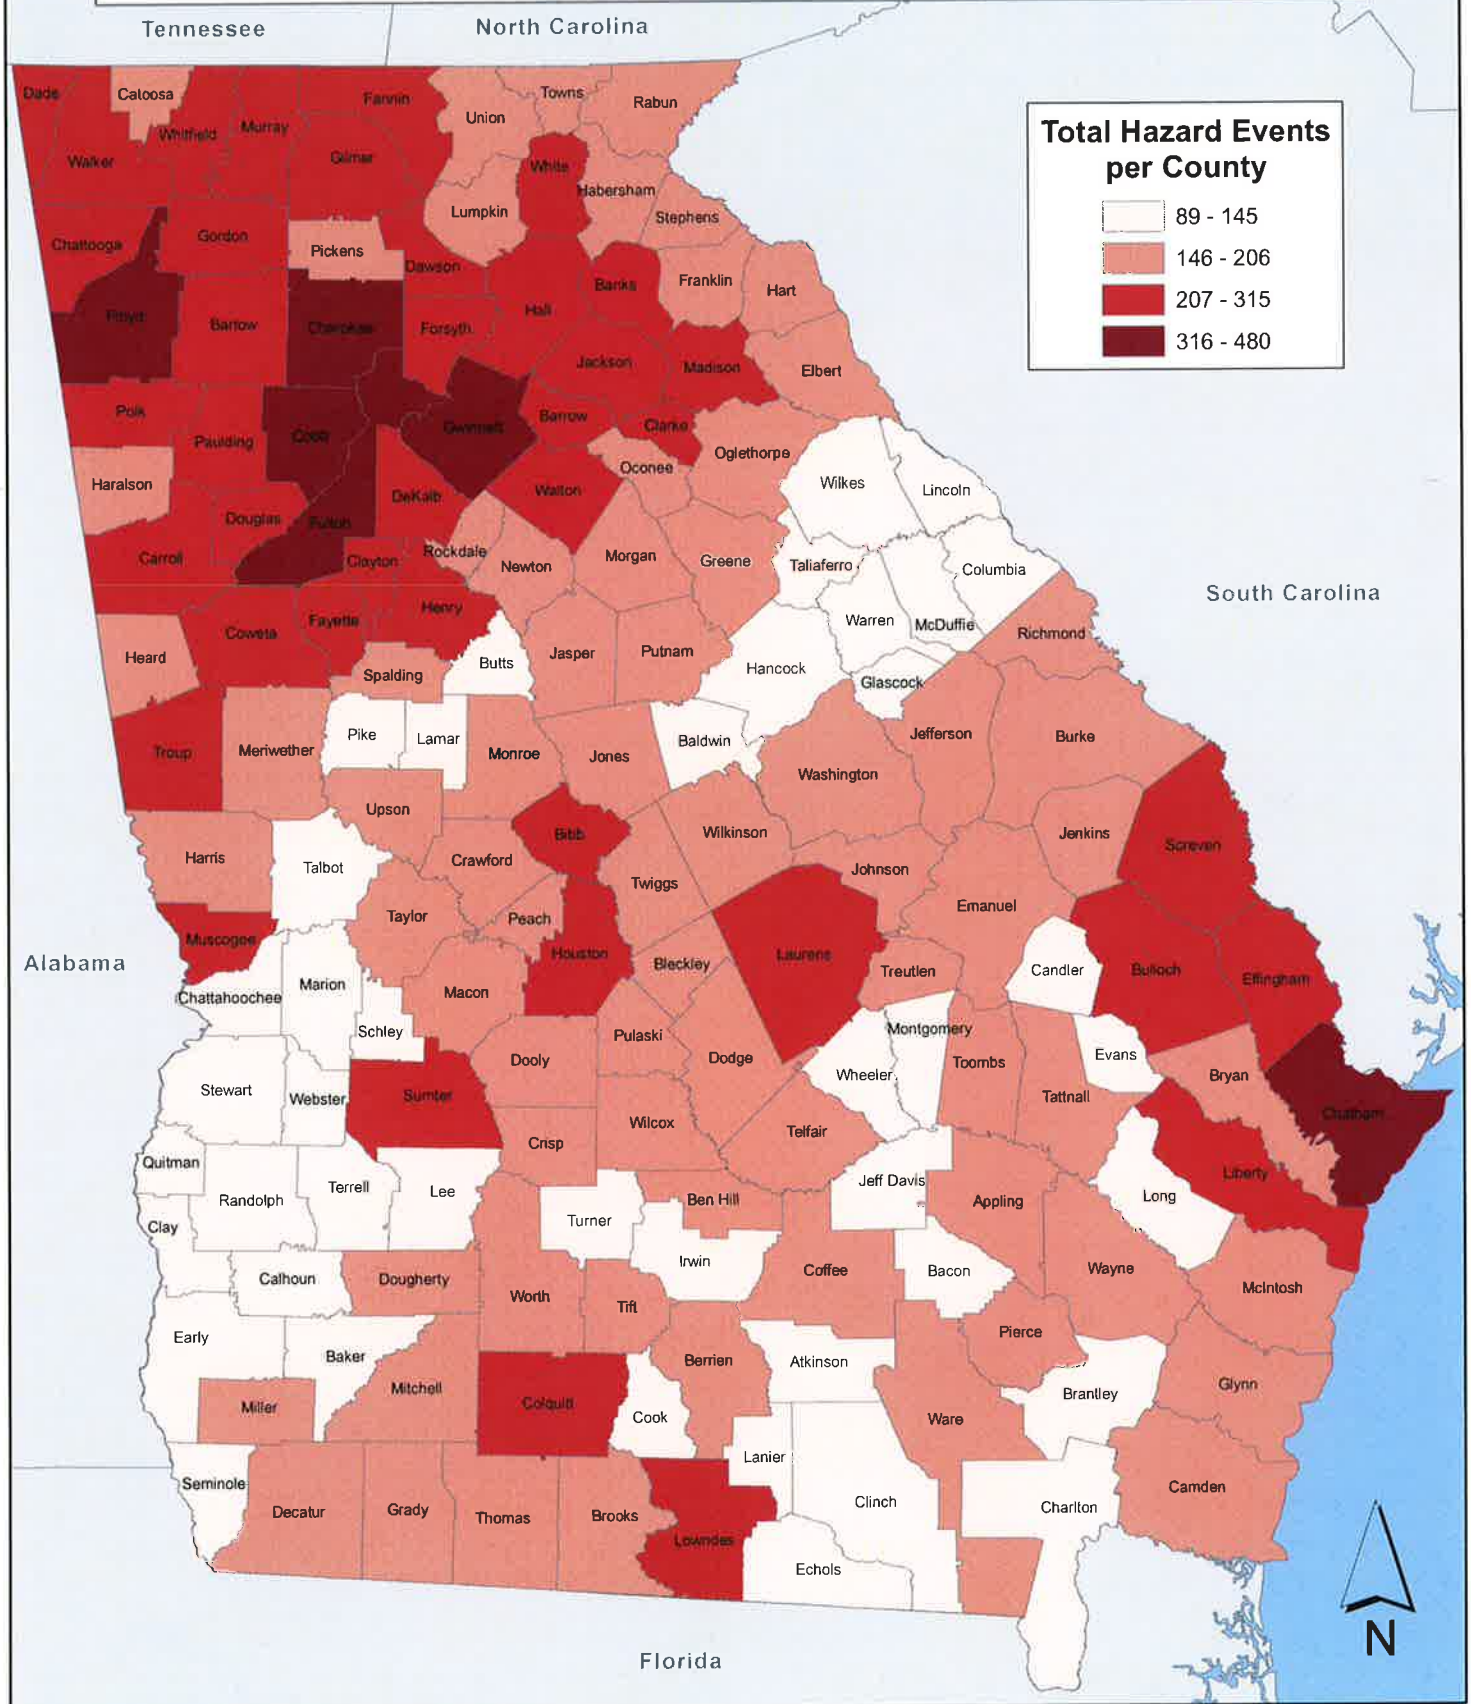 Tennessee
North Carolina
Total Hazard Events
per County
89 - 145
146 - 206
207 - 315
316 - 480
Dade
Catoosa
Whitfield
Murray
Fannin
Union
Towns
Rabun
Walker
Gilmer
White
Habersham
Lumpkin
Stephens
Chattooga
Gordon
Pickens
Dawson
Banks
Franklin
Hart
Floyd
Bartow
Cherokee
Forsyth
Hall
Jackson
Madison
Elbert
Polk
Paulding
Cobb
Gwinnett
Barrow
Clarke
Oglethorpe
Oconee
Haralson
Douglas
Fulton
DeKalb
Walton
Wilkes
Lincoln
Carroll
Clayton
Rockdale
Newton
Morgan
Greene
Taliaferro
Columbia
South Carolina
Heard
Coweta
Fayette
Henry
Spalding
Butts
Jasper
Putnam
Hancock
Warren
McDuffie
Glascock
Richmond
Troup
Meriwether
Pike
Lamar
Monroe
Jones
Baldwin
Washington
Jefferson
Burke
Upson
Bibb
Wilkinson
Jenkins
Screven
Harris
Talbot
Crawford
Twiggs
Johnson
Emanuel
Taylor
Peach
Muscogee
Houston
Bleckley
Laurens
Treutlen
Candler
Bulloch
Effingham
Alabama
Chattahoochee
Marion
Schley
Macon
Dooly
Pulaski
Dodge
Wheeler
Montgomery
Toombs
Tattnall
Evans
Bryan
Chatham
Stewart
Webster
Sumter
Crisp
Wilcox
Telfair
Quitman
Randolph
Terrell
Lee
Clay
Turner
Ben Hill
Irwin
Jeff Davis
Appling
Long
Liberty
Calhoun
Dougherty
Worth
Tift
Coffee
Bacon
Wayne
McIntosh
Early
Baker
Mitchell
Miller
Colquitt
Cook
Berrien
Atkinson
Pierce
Brantley
Glynn
Ware
Lanier
Seminole
Decatur
Grady
Thomas
Brooks
Lowndes
Clinch
Echols
Charlton
Camden
N
Florida